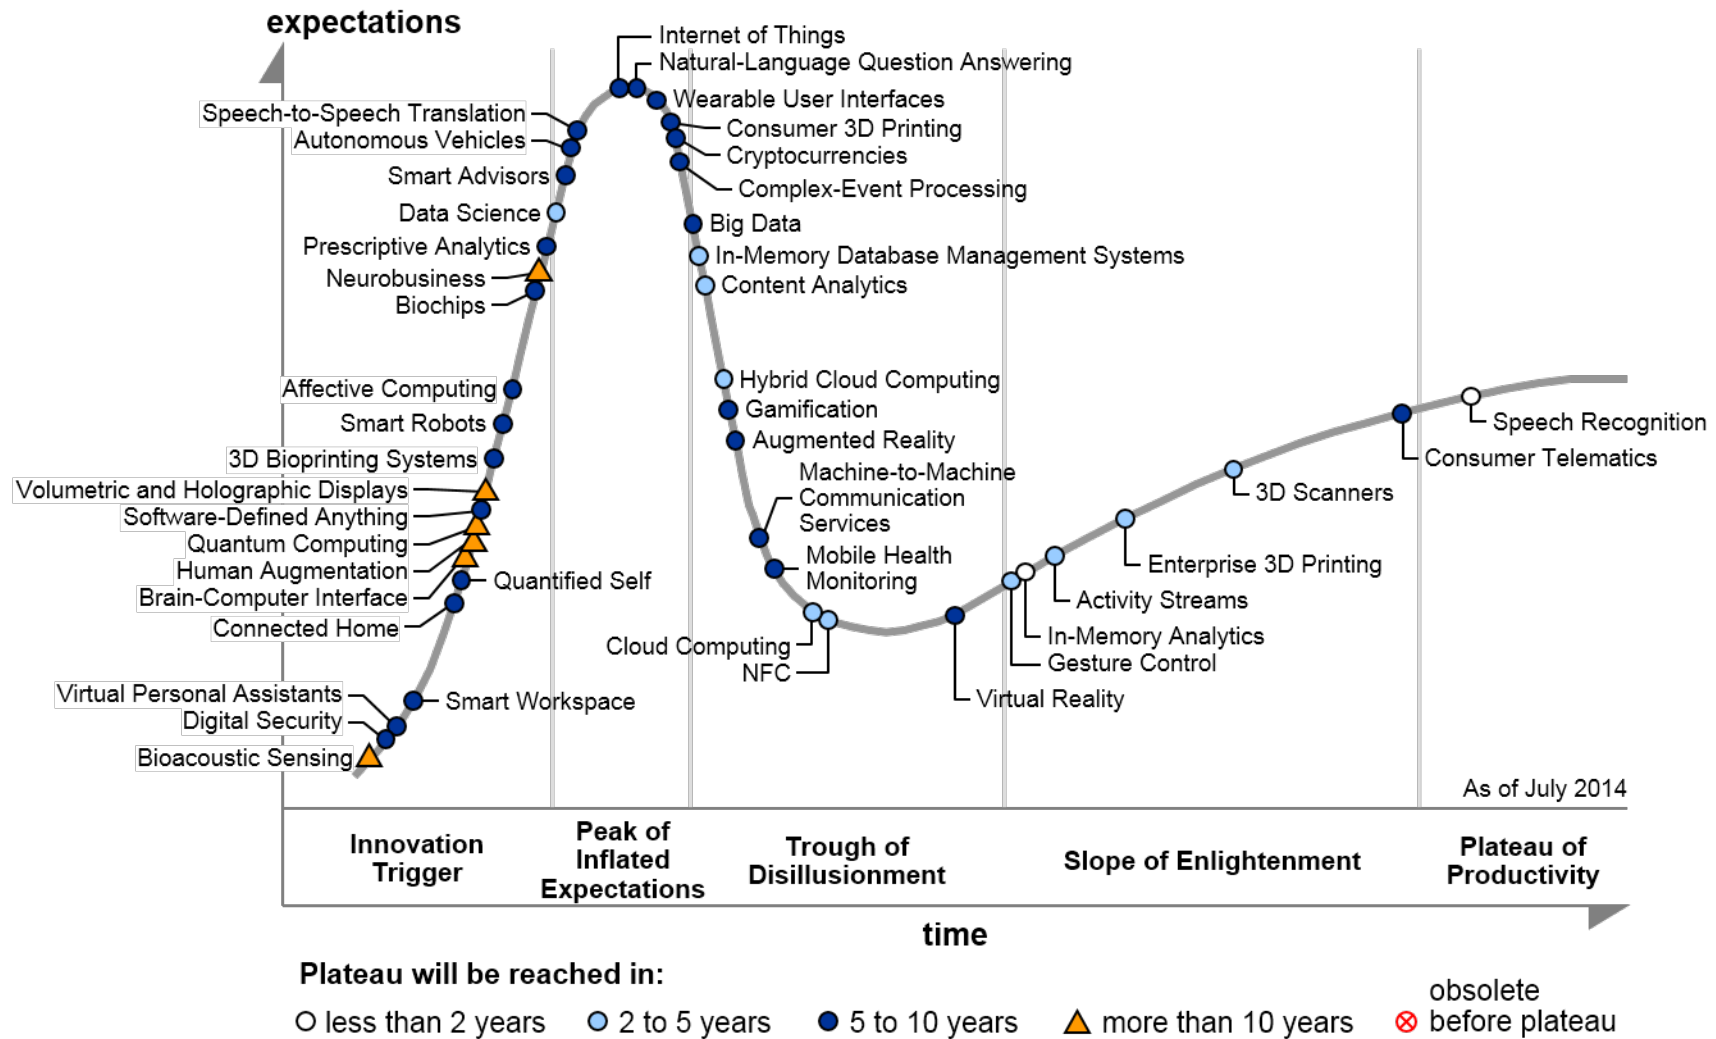 expectations
Internet of Things
Natural-Language Question Answering
Wearable User Interfaces
Speech-to-Speech Translation
Consumer 3D Printing
Autonomous Vehicles
Cryptocurrencies
Smart Advisors
Complex-Event Processing
Data Science
Big Data
Prescriptive Analytics
In-Memory Database Management Systems
Neurobusiness
Content Analytics
Biochips
Hybrid Cloud Computing
Affective Computing
Gamification
Smart Robots
Augmented Reality
3D Bioprinting Systems
Machine-to-Machine
Communication
Services
Volumetric and Holographic Displays
Software-Defined Anything
Quantum Computing
Mobile Health
Monitoring
Human Augmentation
Quantified Self
Brain-Computer Interface
Connected Home
Speech Recognition
Consumer Telematics
3D Scanners
Enterprise 3D Printing
Activity Streams
In-Memory Analytics
Gesture Control
Cloud Computing
NFC
Virtual Reality
Virtual Personal Assistants
Smart Workspace
Digital Security
Bioacoustic Sensing
As of July 2014
Innovation
Trigger
Peak of
Inflated
Expectations
Trough of
Disillusionment
Slope of Enlightenment
Plateau of
Productivity
time
Plateau will be reached in:
less than 2 years
2 to 5 years
5 to 10 years
more than 10 years
obsolete
before plateau